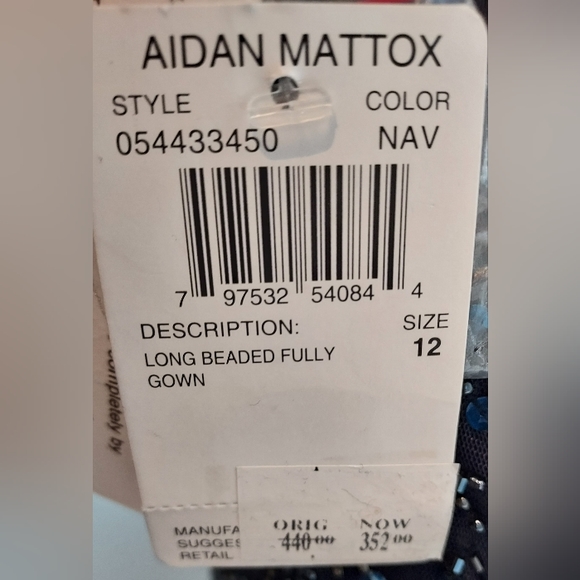 AIDAN MATTOX
STYLE COLOR
054433450 NAV
7 97532 54084 4
DESCRIPTION: SIZE
LONG BEADED FULLY 12
GOWN
completely by
MANUFA ORIG NOW
SUGGES 440 00 352 00
RETAIL